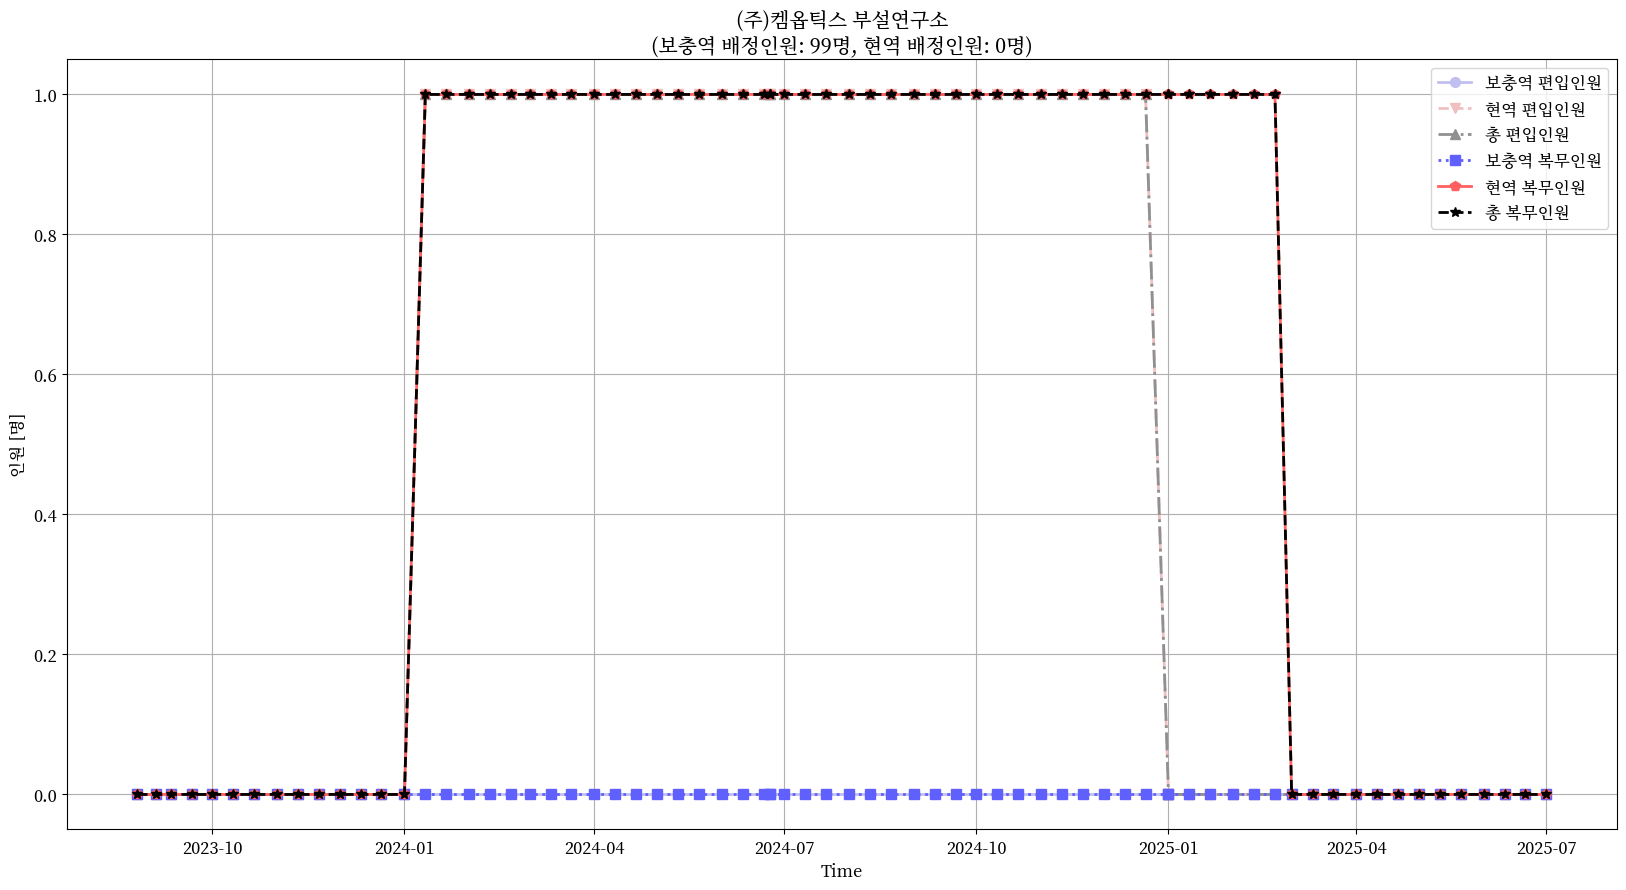 (주)켐옵틱스 부설연구소
(보충역 배정인원: 99명, 현역 배정인원: 0명)
보충역 편입인원
현역 편입인원
총 편입인원
보충역 복무인원
현역 복무인원
총 복무인원
인원 [명]
1.0
0.8
0.6
0.4
0.2
0.0
2023-10
2024-01
2024-04
2024-07
2024-10
2025-01
2025-04
2025-07
Time